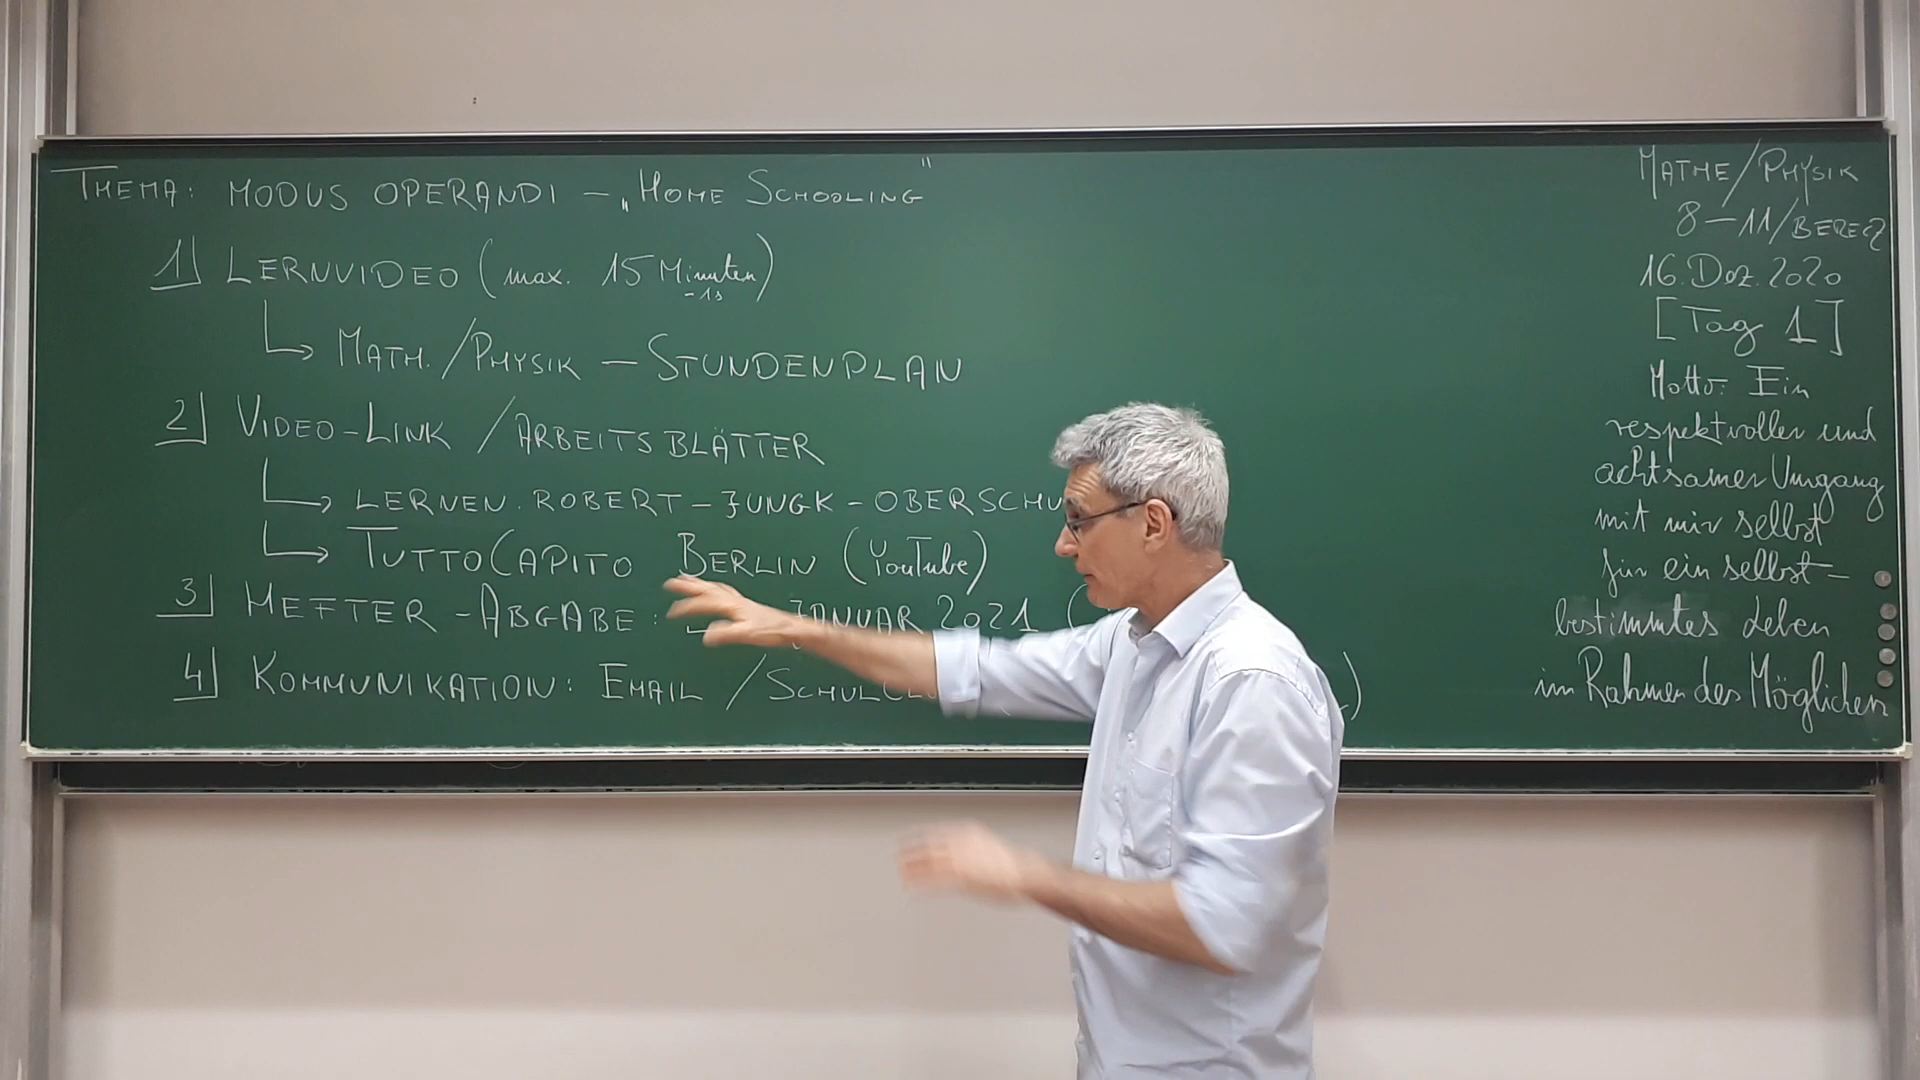 THEMA: MODUS OPERANDI – „HOME SCHOOLING"
1) LERNVIDEO (max. 15 Minuten)
-1s
↳ MATH./PHYSIK – STUNDENPLAN
2) VIDEO-LINK / ARBEITSBLÄTTER
↳ LERNEN.ROBERT-JUNGK-OBERSCHU
↳ TUTTOCAPITO BERLIN (YouTube)
3) HEFTER-ABGABE: JANUAR 2021 (
4) KOMMUNIKATION: EMAIL / SCHULCL )
MATHE/PHYSIK
8–11/BERECZ
16.Dez.2020
[Tag 1]
Motto: Ein
respektvoller und
achtsamer Umgang
mit mir selbst
für ein selbst-
bestimmtes Leben
im Rahmen des Möglichen